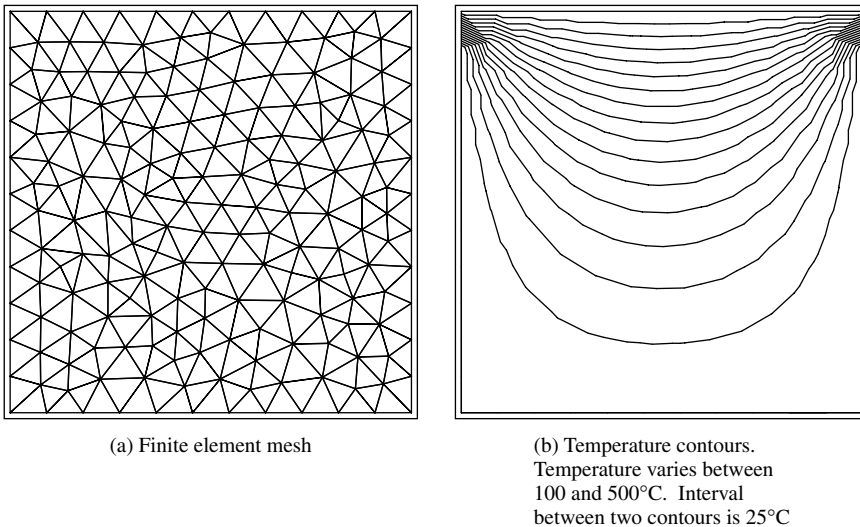 (a) Finite element mesh
(b) Temperature contours.
Temperature varies between
100 and 500°C. Interval
between two contours is 25°C